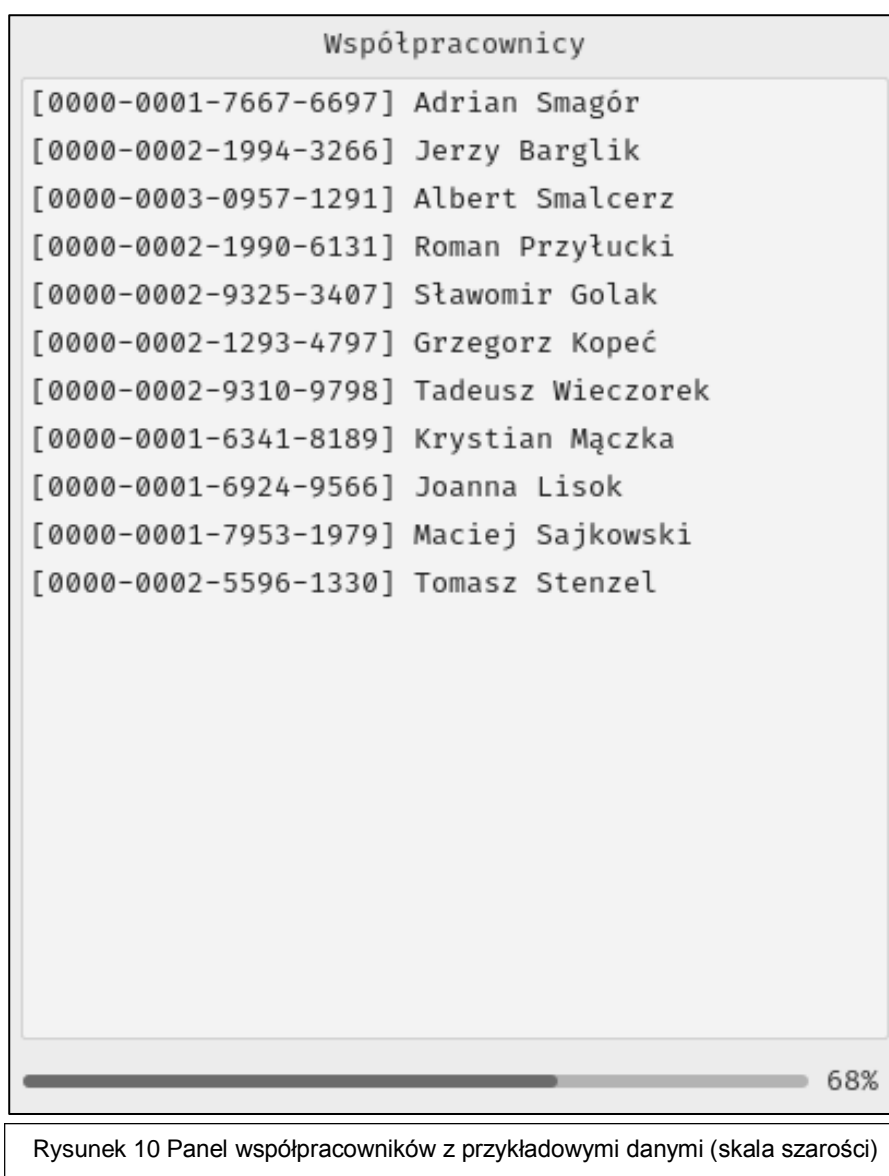 Współpracownicy
[0000-0001-7667-6697] Adrian Smagór
[0000-0002-1994-3266] Jerzy Barglik
[0000-0003-0957-1291] Albert Smalcerz
[0000-0002-1990-6131] Roman Przyłucki
[0000-0002-9325-3407] Sławomir Golak
[0000-0002-1293-4797] Grzegorz Kopeć
[0000-0002-9310-9798] Tadeusz Wieczorek
[0000-0001-6341-8189] Krystian Mączka
[0000-0001-6924-9566] Joanna Lisok
[0000-0001-7953-1979] Maciej Sajkowski
[0000-0002-5596-1330] Tomasz Stenzel
68%
Rysunek 10 Panel współpracowników z przykładowymi danymi (skala szarości)